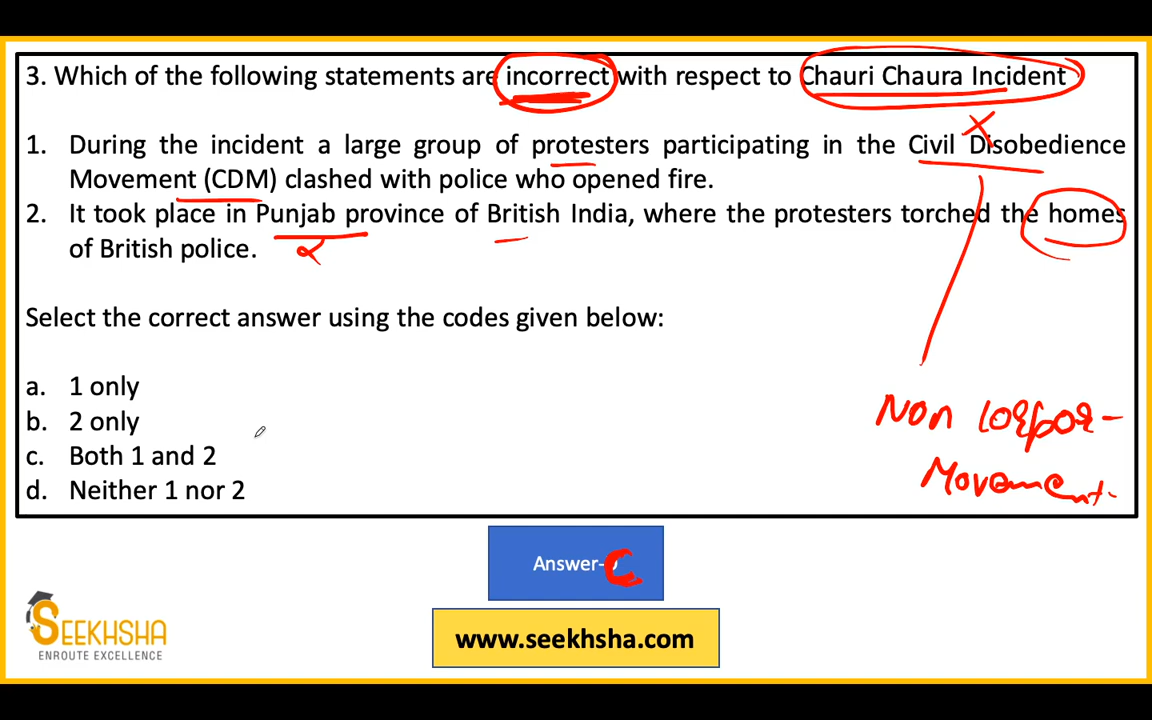 3. Which of the following statements are incorrect with respect to Chauri Chaura Incident
1. During the incident a large group of protesters participating in the Civil Disobedience
Movement (CDM) clashed with police who opened fire.
2. It took place in Punjab province of British India, where the protesters torched the homes
of British police.
Select the correct answer using the codes given below:
a. 1 only
b. 2 only
c. Both 1 and 2
d. Neither 1 nor 2
Non
Movement.
Answer- C
SEEKHSHA
ENROUTE EXCELLENCE
www.seekhsha.com